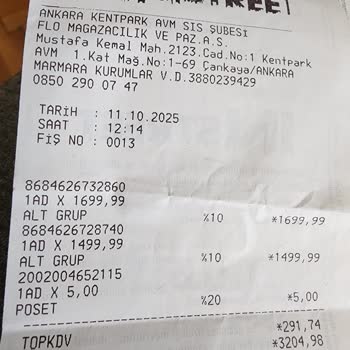 ANKARA KENTPARK AVM SIS ŞUBESİ
FLO MAGAZACILIK VE PAZ.A.S.
Mustafa Kemal Mah.2123.Cad.No:1 Kentpark
AVM 1.Kat Mağ.No:1-69 Çankaya/ANKARA
MARMARA KURUMLAR V.D.3880239429
0850 290 07 47
TARİH : 11.10.2025
SAAT : 12:14
FİŞ NO : 0013
8684626732860
1AD X 1699,99
ALT GRUP %10 *1699,99
8684626728740
1AD X 1499,99
ALT GRUP %10 *1499,99
2002004652115
1AD X 5,00
POSET %20 *5,00
TOPKDV *291,74
*3204,98